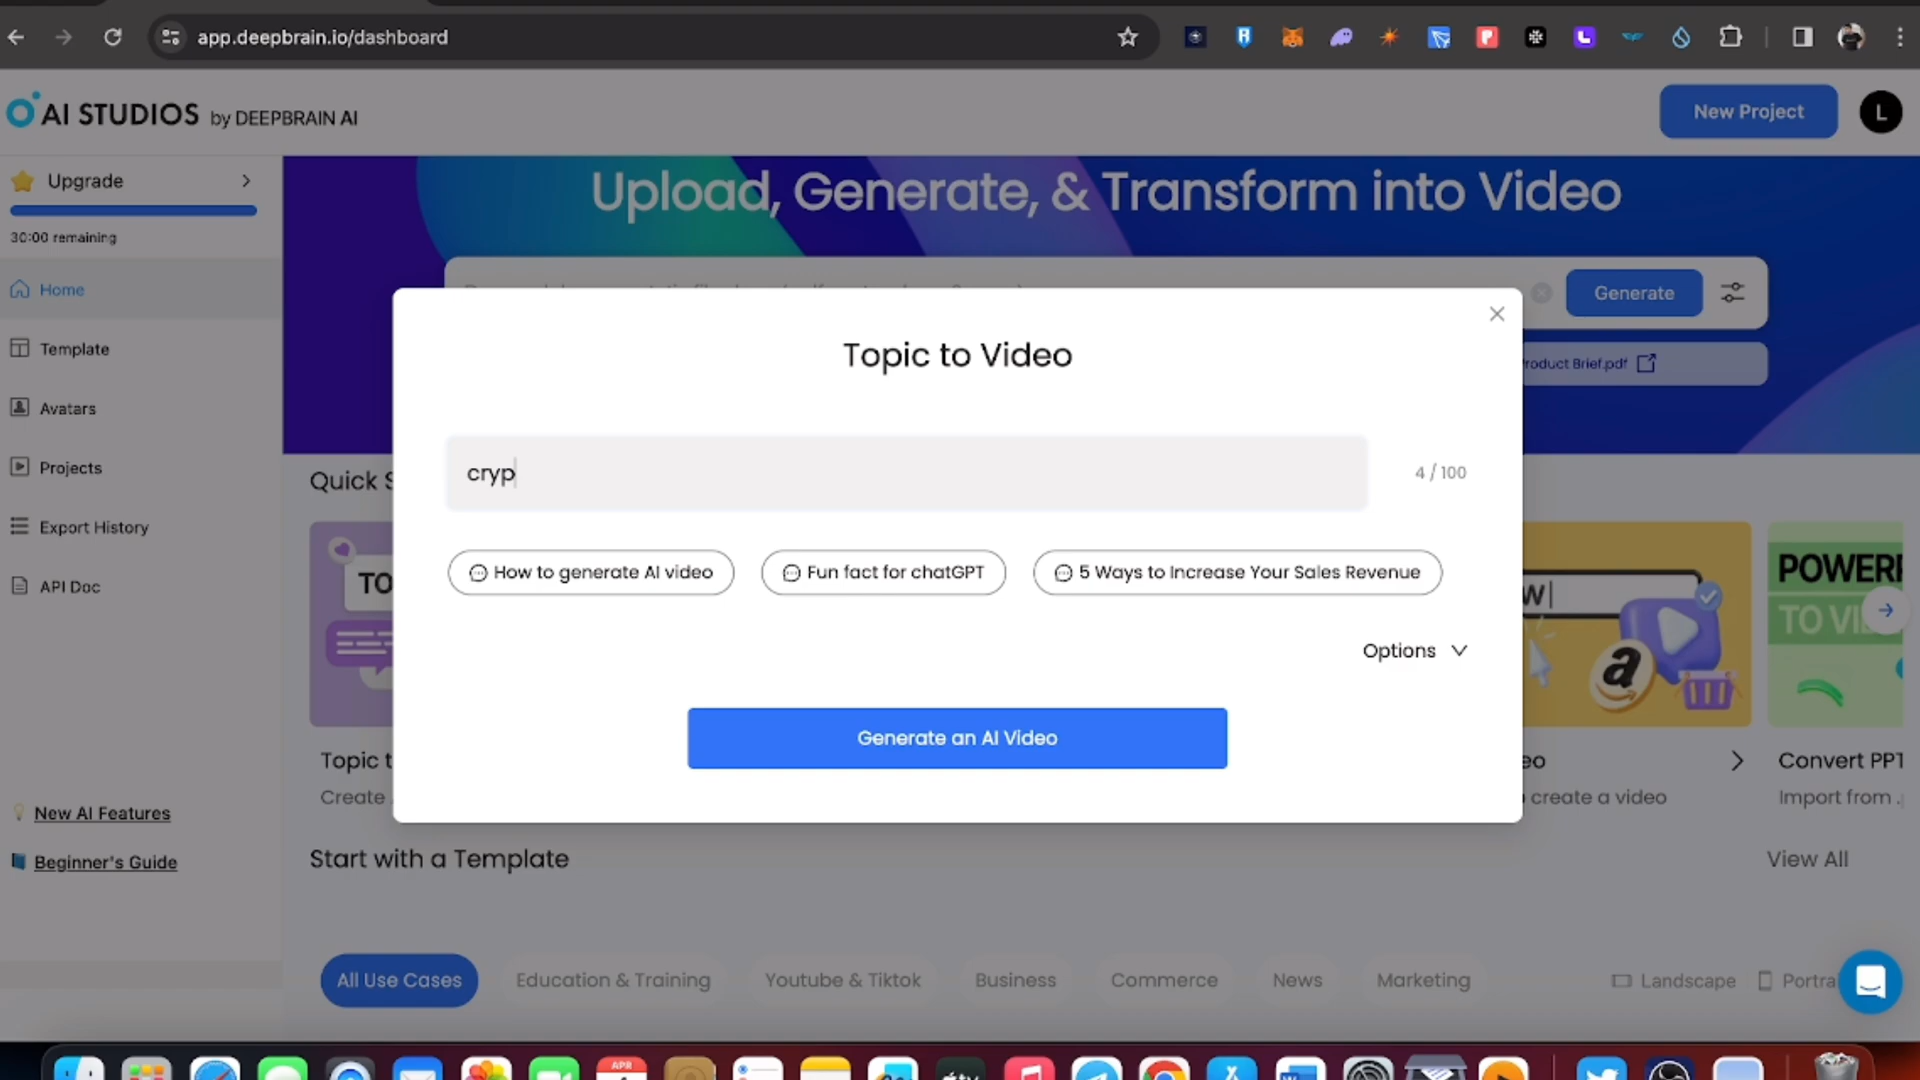 app.deepbrain.io/dashboard
AI STUDIOS by DEEPBRAIN AI
New Project
L
Upgrade
30:00 remaining
Home
Template
Avatars
Projects
Export History
API Doc
New AI Features
Beginner's Guide
Upload, Generate, & Transform into Video
Generate
roduct Brief.pdf
Topic to Video
cryp
4 / 100
How to generate AI video
Fun fact for chatGPT
5 Ways to Increase Your Sales Revenue
Options
Generate an AI Video
Quick S
TO
W
a
POWER
TO VI
Topic t
Create
eo
create a video
Convert PPT
Import from .
Start with a Template
View All
All Use Cases
Education & Training
Youtube & Tiktok
Business
Commerce
News
Marketing
Landscape
Portrai
APR
tv